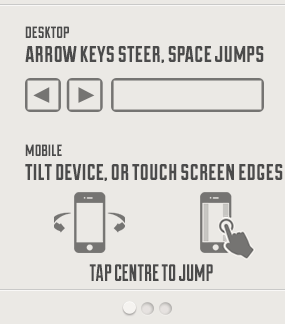 DESKTOP
ARROW KEYS STEER, SPACE JUMPS
MOBILE
TILT DEVICE, OR TOUCH SCREEN EDGES
TAP CENTRE TO JUMP